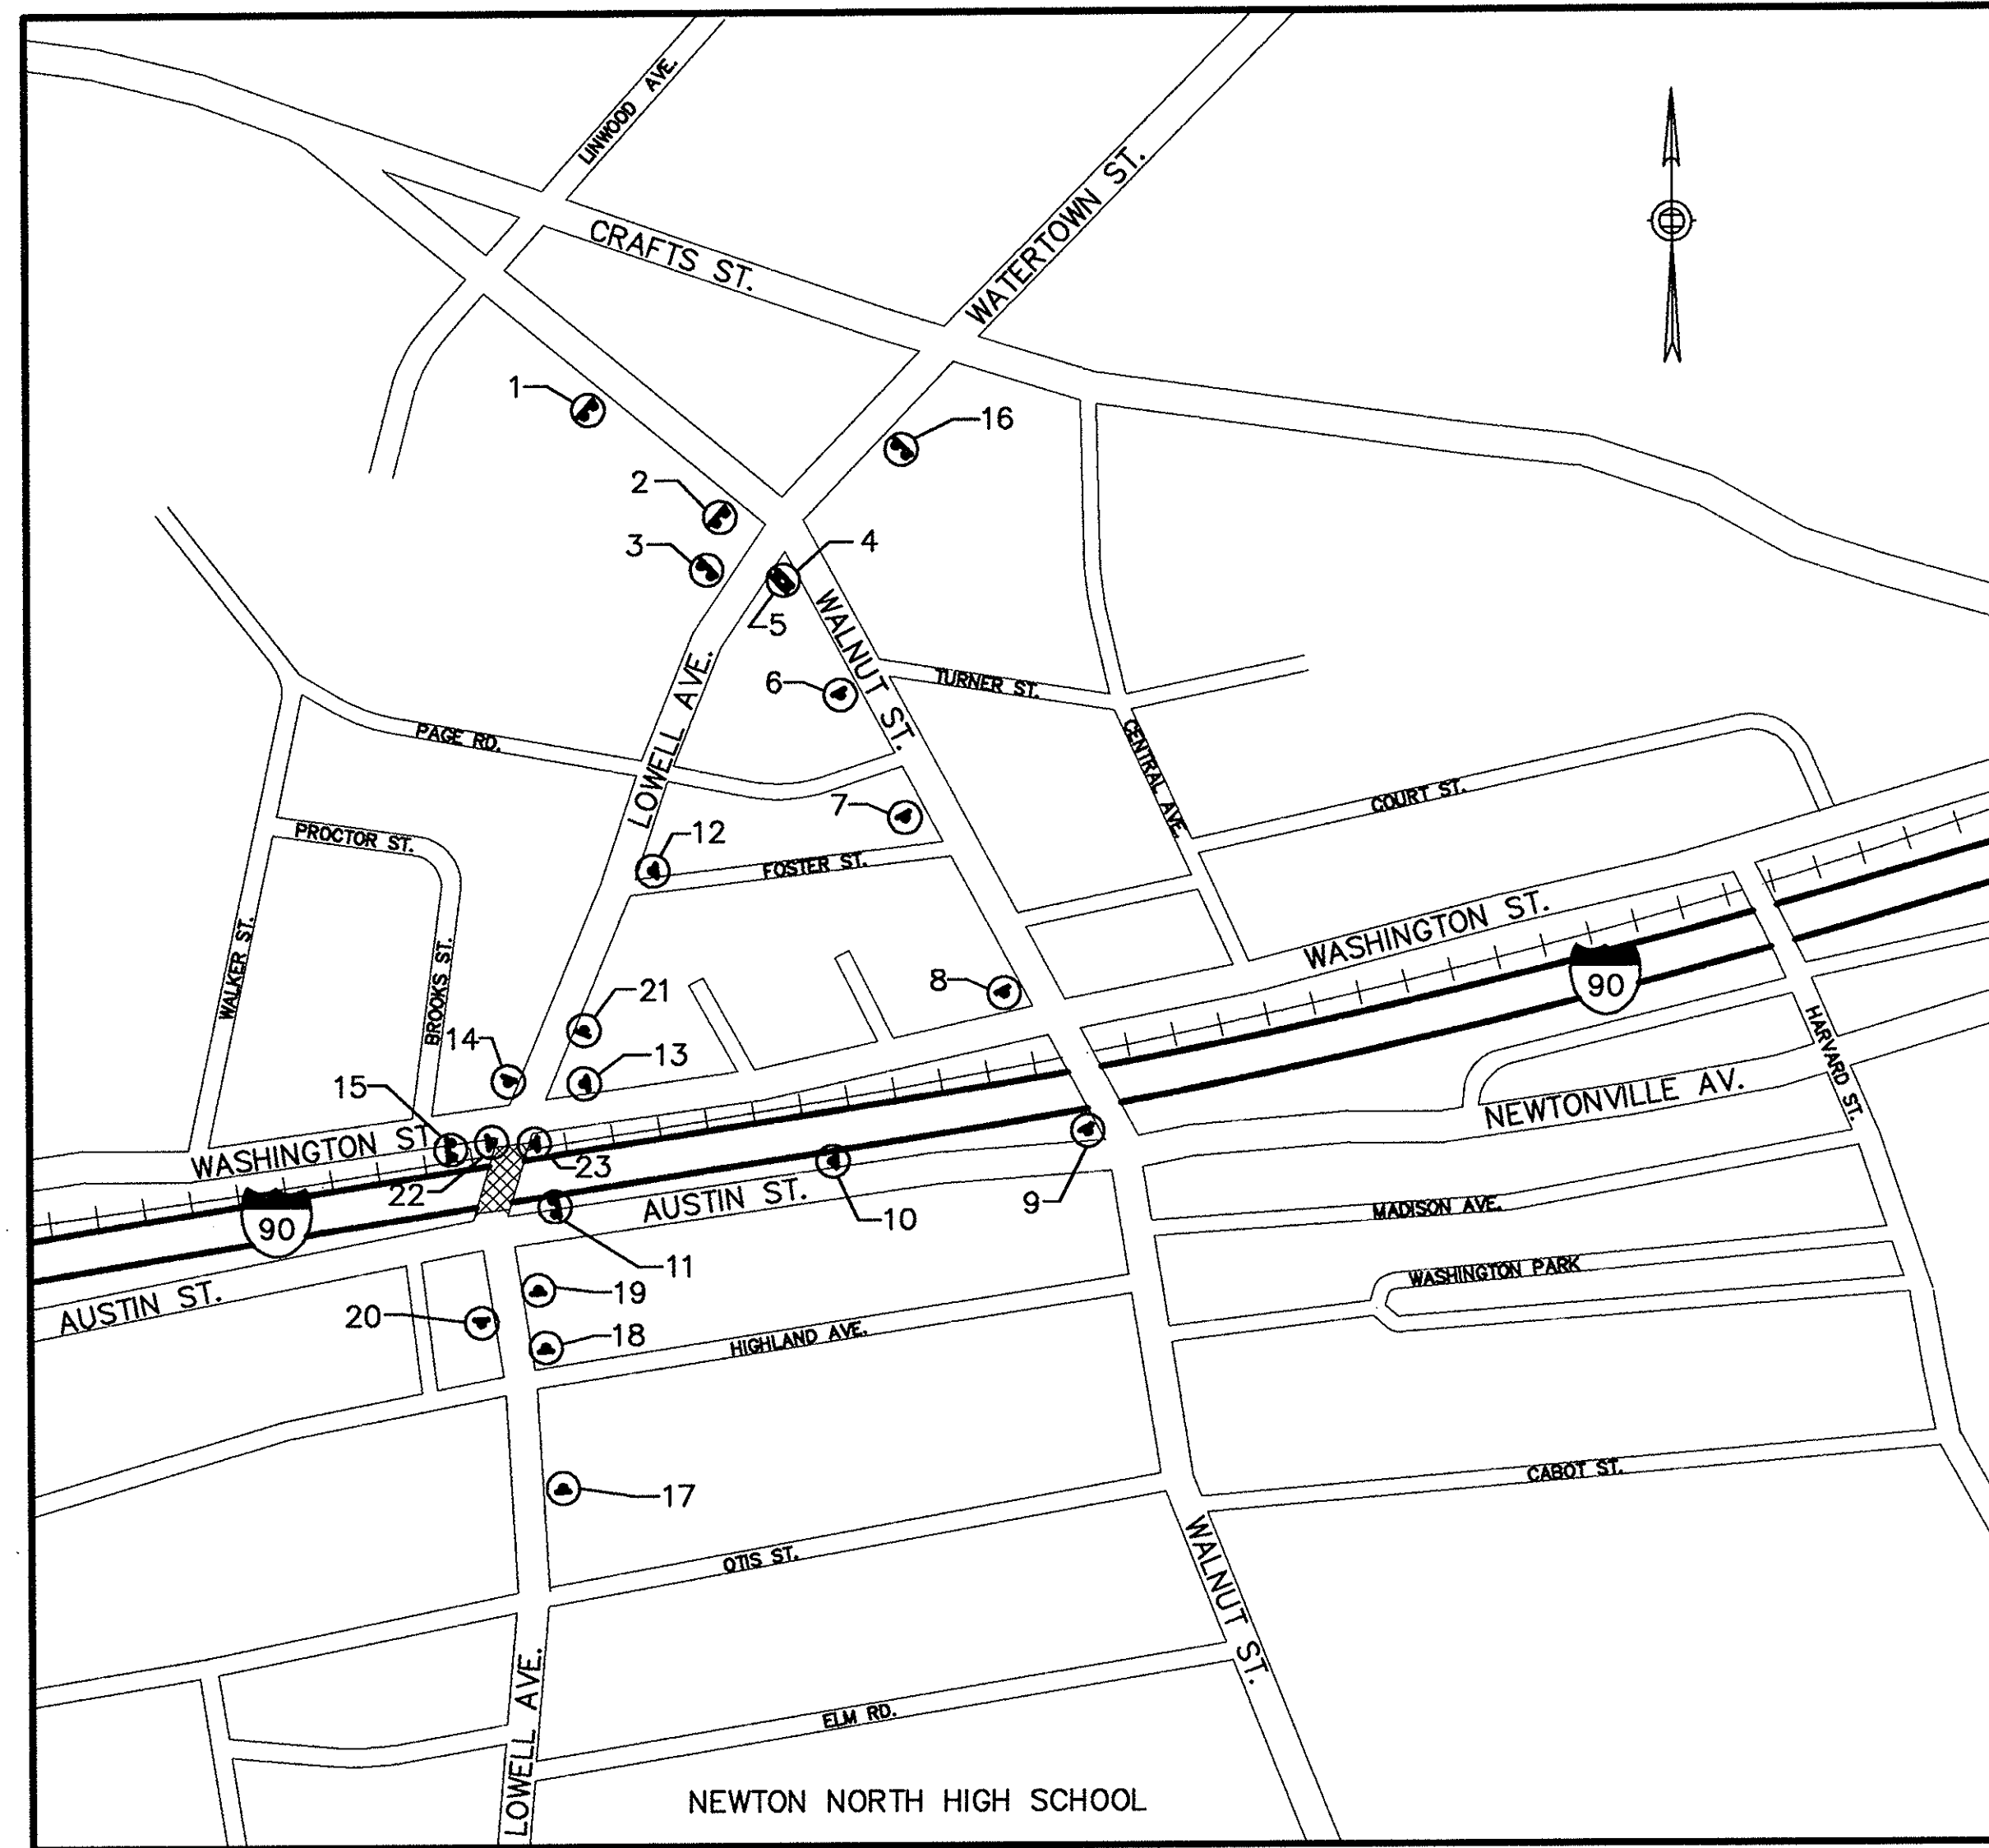 LINWOOD AVE.
CRAFTS ST.
WATERTOWN ST.
1
16
2
3
4
5
WALNUT ST.
LOWELL AVE.
6
TURNER ST.
PAGE RD.
CENTRAL AVE.
COURT ST.
7
PROCTOR ST.
12
FOSTER ST.
WALKER ST.
BROOKS ST.
WASHINGTON ST.
90
8
21
14
13
15
HARVARD ST.
NEWTONVILLE AV.
WASHINGTON ST.
22
23
9
10
AUSTIN ST.
MADISON AVE.
90
11
WASHINGTON PARK
AUSTIN ST.
19
20
18
HIGHLAND AVE.
17
CABOT ST.
OTIS ST.
WALNUT ST.
LOWELL AVE.
ELM RD.
NEWTON NORTH HIGH SCHOOL